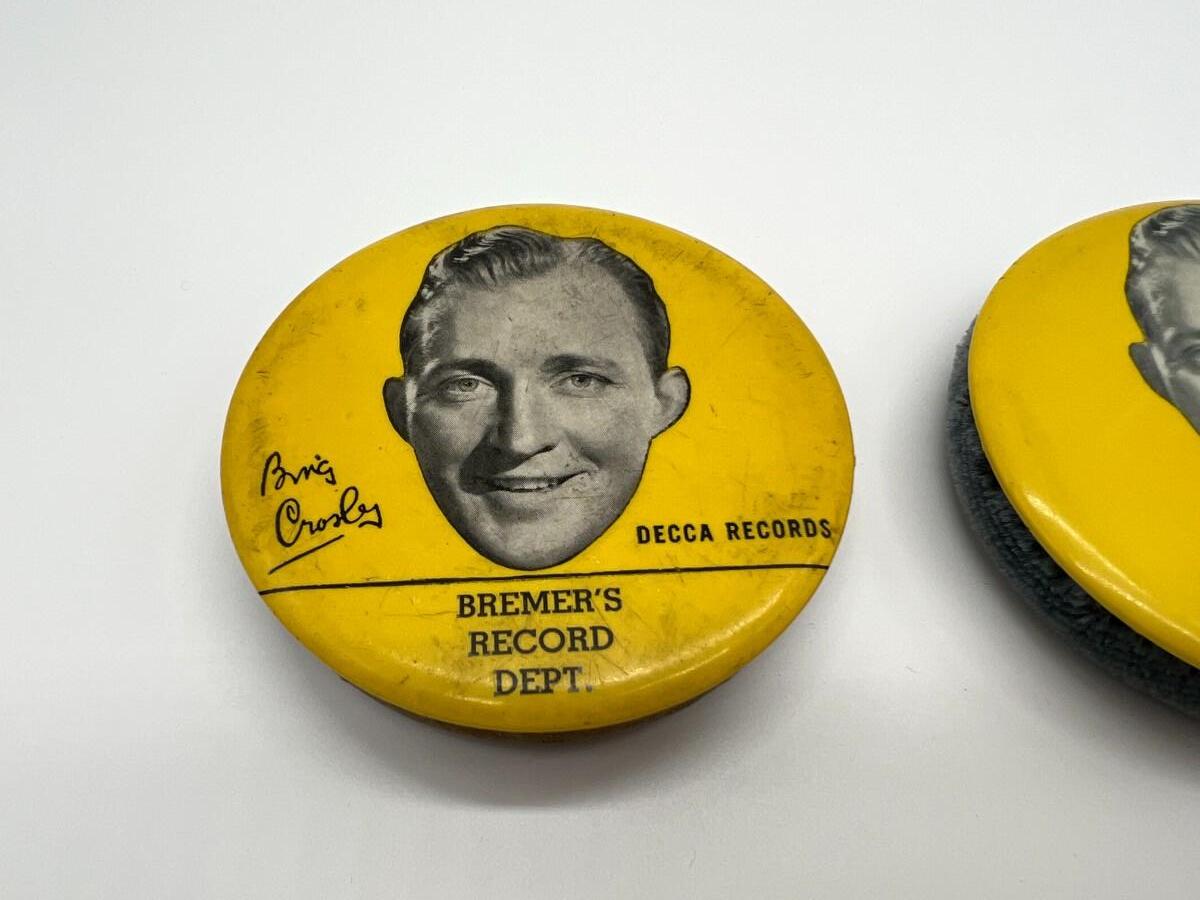 Bing
Crosby
DECCA RECORDS
BREMER'S
RECORD
DEPT.